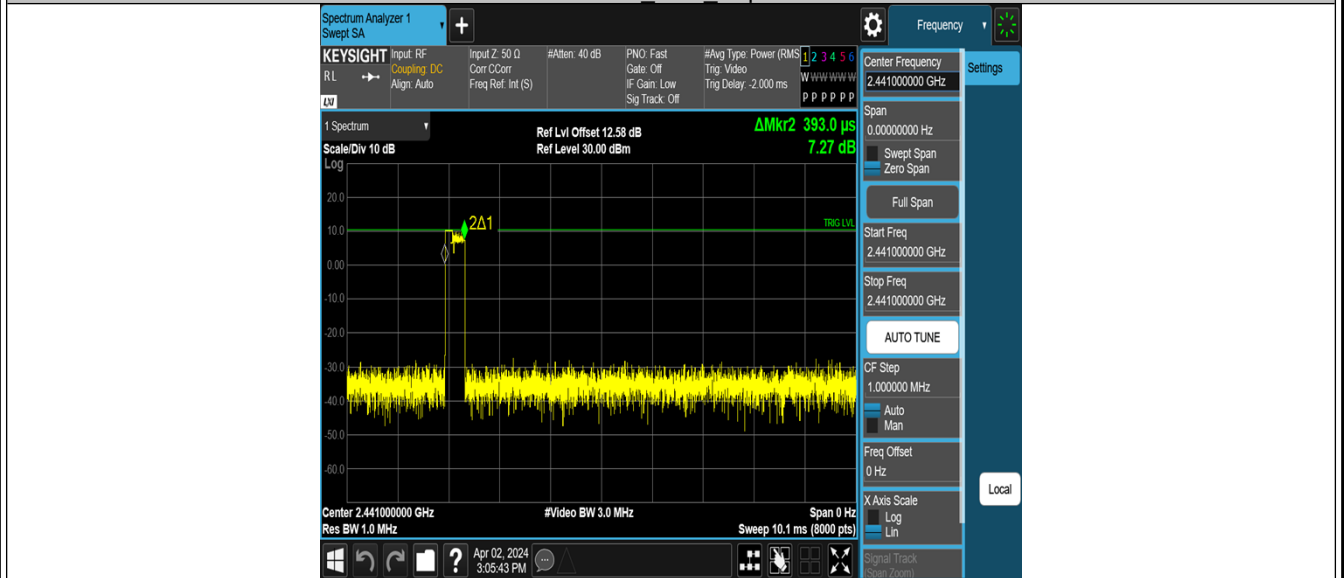 Spectrum Analyzer 1
Swept SA
+
Frequency
KEYSIGHT
RL
LXI
Input: RF
Coupling: DC
Align: Auto
Input Z: 50 Ω
Corr CCorr
Freq Ref: Int (S)
#Atten: 40 dB
PNO: Fast
Gate: Off
IF Gain: Low
Sig Track: Off
#Avg Type: Power (RMS
Trig: Video
Trig Delay: -2.000 ms
1 2 3 4 5 6
W W W W W W
P P P P P P
1 Spectrum
Scale/Div 10 dB
Log
Ref Lvl Offset 12.58 dB
Ref Level 30.00 dBm
ΔMkr2 393.0 µs
7.27 dB
20.0
10.0
0.00
-10.0
-20.0
-30.0
-40.0
-50.0
-60.0
2Δ1
TRIG LVL
Center 2.441000000 GHz
Res BW 1.0 MHz
#Video BW 3.0 MHz
Span 0 Hz
Sweep 10.1 ms (8000 pts)
?
Apr 02, 2024
3:05:43 PM
Center Frequency
2.441000000 GHz
Span
0.00000000 Hz
Swept Span
Zero Span
Full Span
Start Freq
2.441000000 GHz
Stop Freq
2.441000000 GHz
AUTO TUNE
CF Step
1.000000 MHz
Auto
Man
Freq Offset
0 Hz
X Axis Scale
Log
Lin
Signal Track
(Span Zoom)
Settings
Local